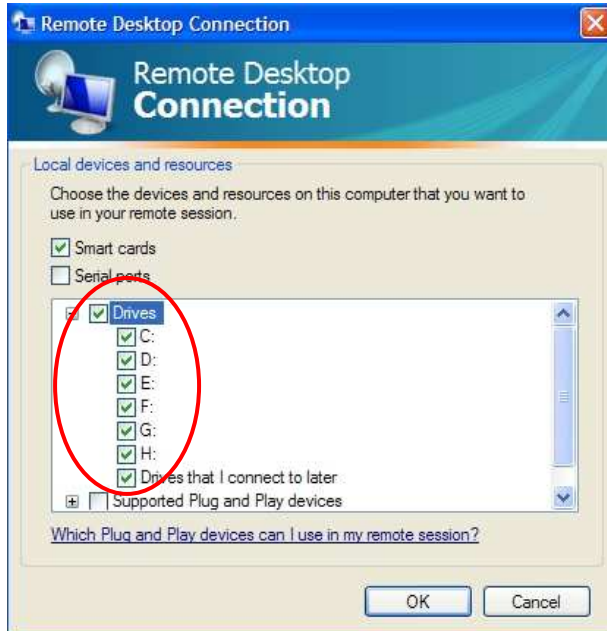 Remote Desktop Connection
Remote Desktop
Connection
Local devices and resources
Choose the devices and resources on this computer that you want to
use in your remote session.
Smart cards
Serial ports
Drives
C:
D:
E:
F:
G:
H:
Drives that I connect to later
Supported Plug and Play devices
Which Plug and Play devices can I use in my remote session?
OK
Cancel